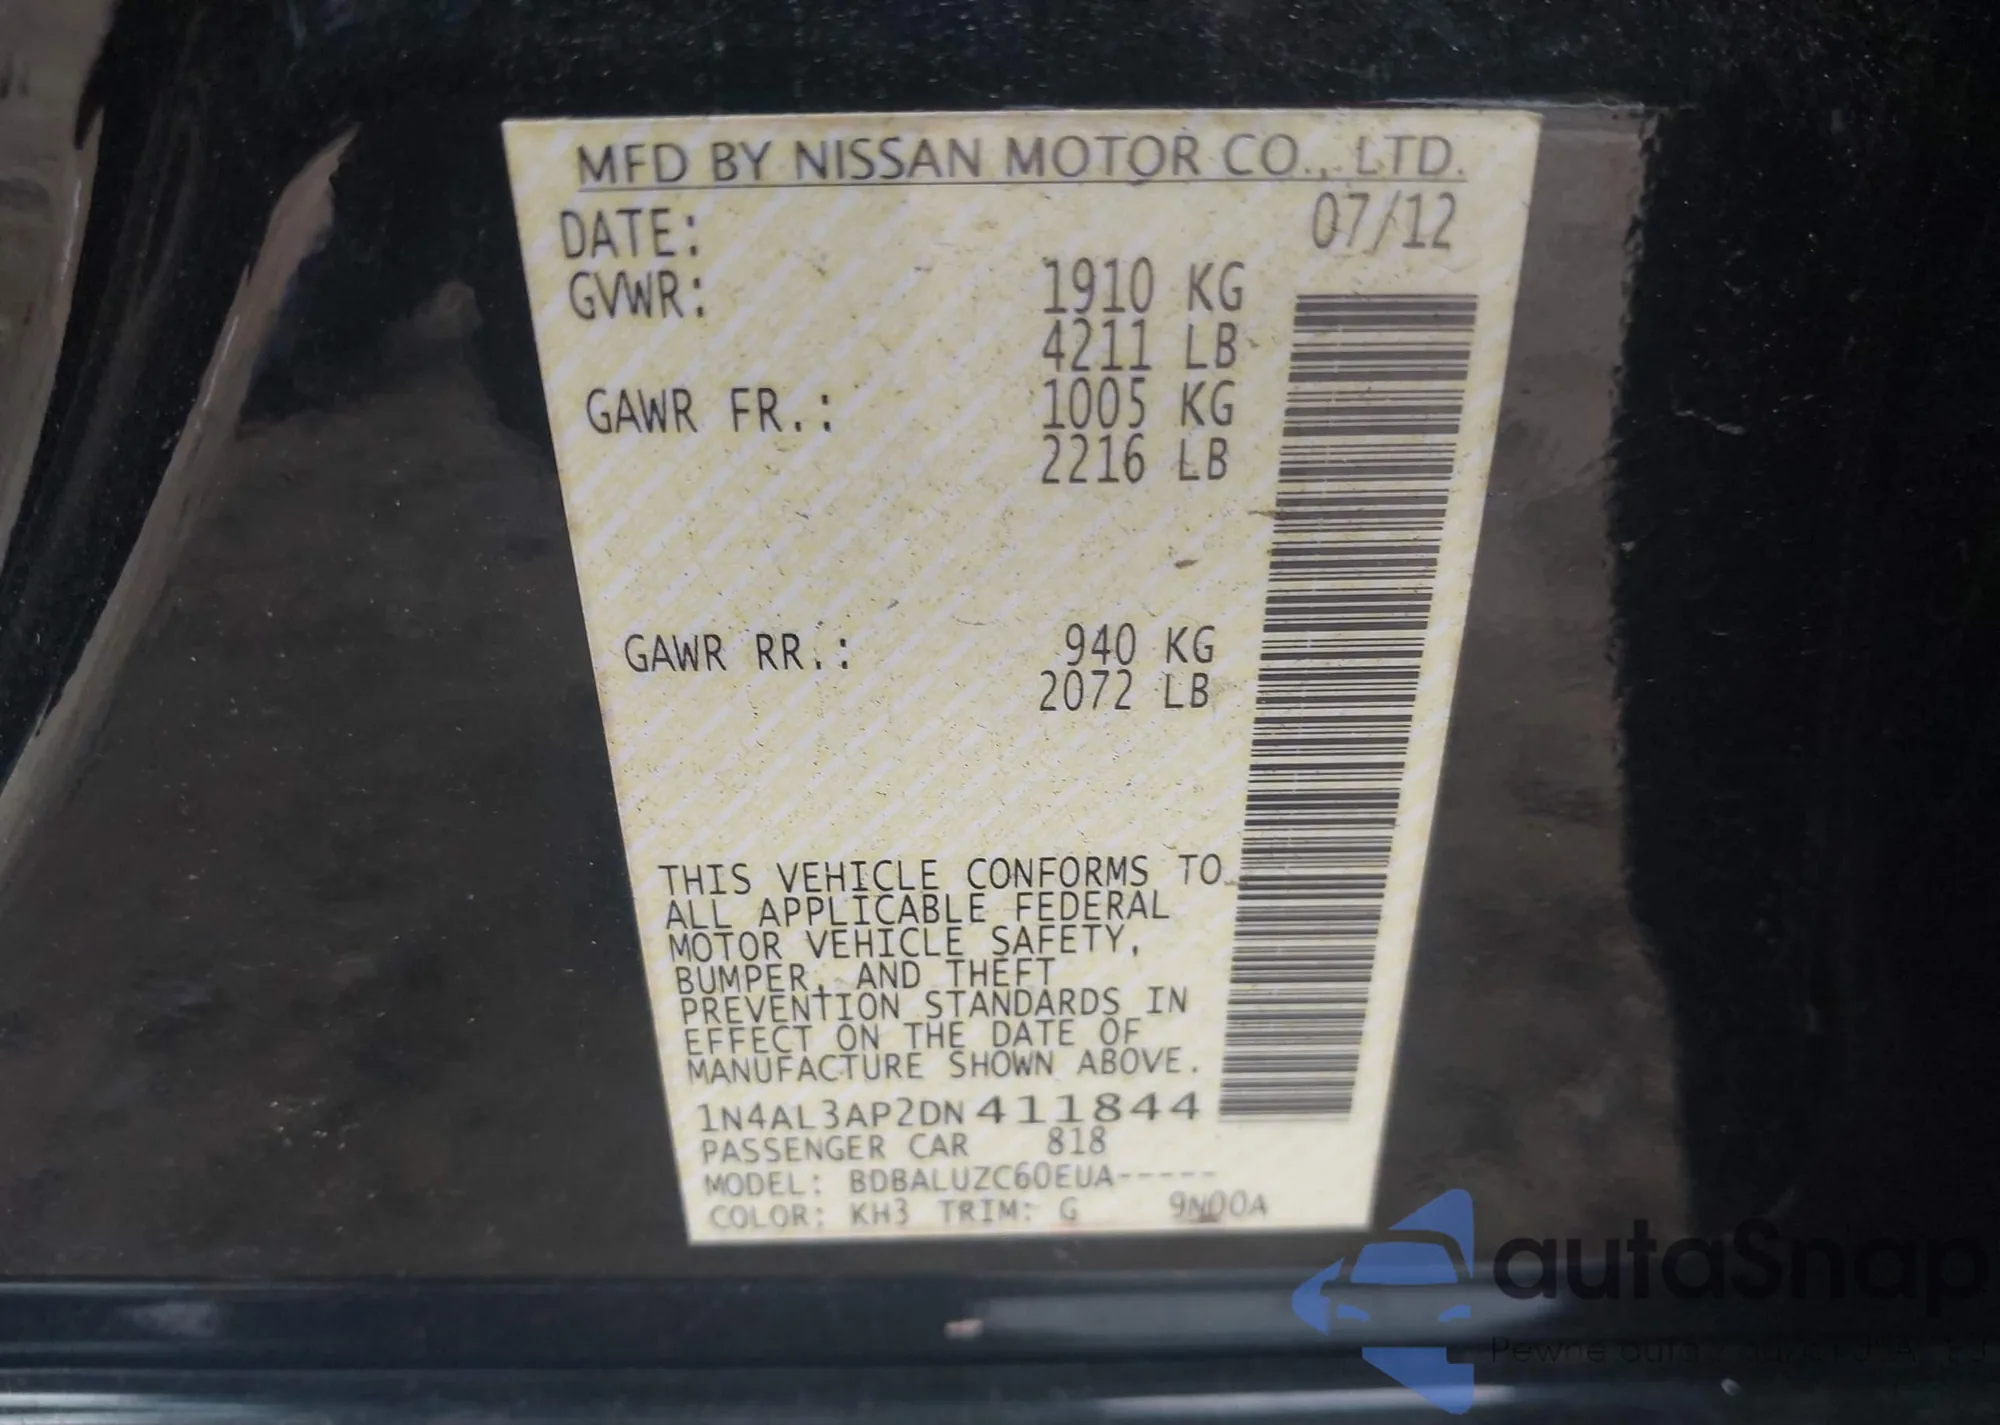 MFD BY NISSAN MOTOR CO., LTD.
DATE: 07/12
GVWR: 1910 KG
4211 LB
GAWR FR.: 1005 KG
2216 LB
GAWR RR.: 940 KG
2072 LB
THIS VEHICLE CONFORMS TO
ALL APPLICABLE FEDERAL
MOTOR VEHICLE SAFETY,
BUMPER, AND THEFT
PREVENTION STANDARDS IN
EFFECT ON THE DATE OF
MANUFACTURE SHOWN ABOVE.
1N4AL3AP2DN411844
PASSENGER CAR 818
MODEL: BDBALUZC60EUA-----
COLOR: KH3 TRIM: G 9N00A
autaSnap
Pewne auta